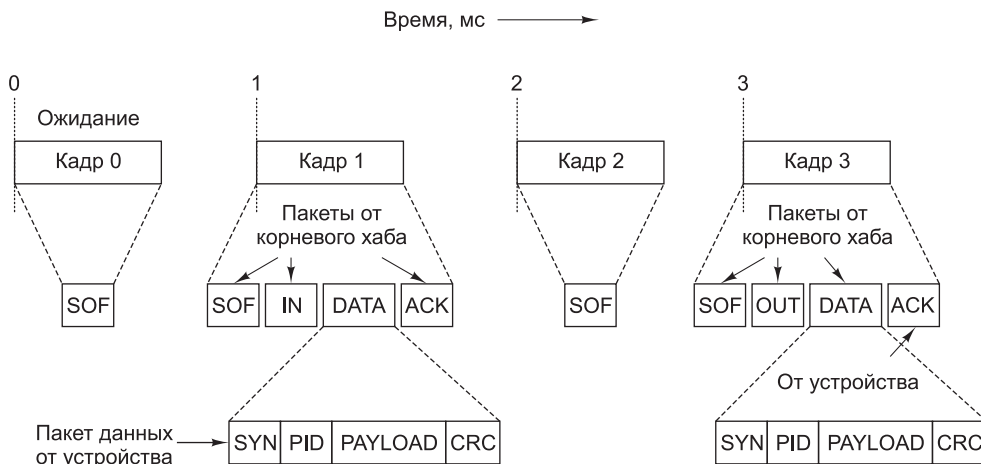 Время, мс
0 1 2 3
Ожидание
Кадр 0 Кадр 1 Кадр 2 Кадр 3
Пакеты от
корневого хаба
Пакеты от
корневого хаба
SOF SOF IN DATA ACK SOF SOF OUT DATA ACK
От устройства
Пакет данных
от устройства
SYN PID PAYLOAD CRC SYN PID PAYLOAD CRC